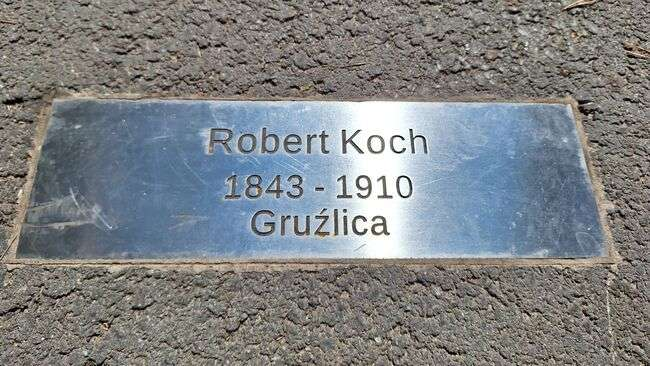 Robert Koch
1843 - 1910
Gruźlica